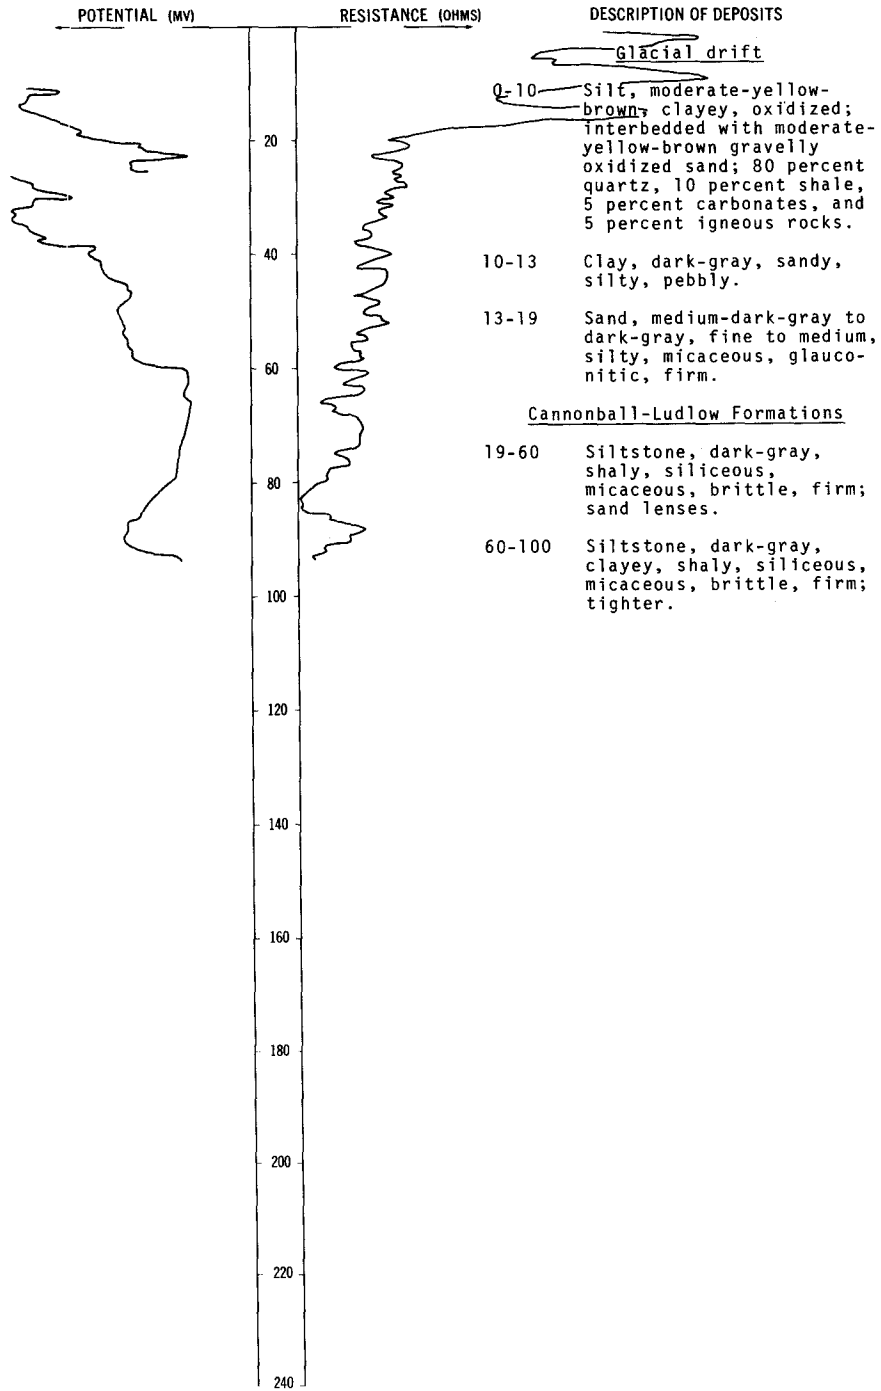 POTENTIAL (MV)
RESISTANCE (OHMS)
DESCRIPTION OF DEPOSITS
Glacial drift
0-10 Silt, moderate-yellow-
brown, clayey, oxidized;
interbedded with moderate-
yellow-brown gravelly
oxidized sand; 80 percent
quartz, 10 percent shale,
5 percent carbonates, and
5 percent igneous rocks.
10-13 Clay, dark-gray, sandy,
silty, pebbly.
13-19 Sand, medium-dark-gray to
dark-gray, fine to medium,
silty, micaceous, glauco-
nitic, firm.
Cannonball-Ludlow Formations
19-60 Siltstone, dark-gray,
shaly, siliceous,
micaceous, brittle, firm;
sand lenses.
60-100 Siltstone, dark-gray,
clayey, shaly, siliceous,
micaceous, brittle, firm;
tighter.
20
40
60
80
100
120
140
160
180
200
220
240